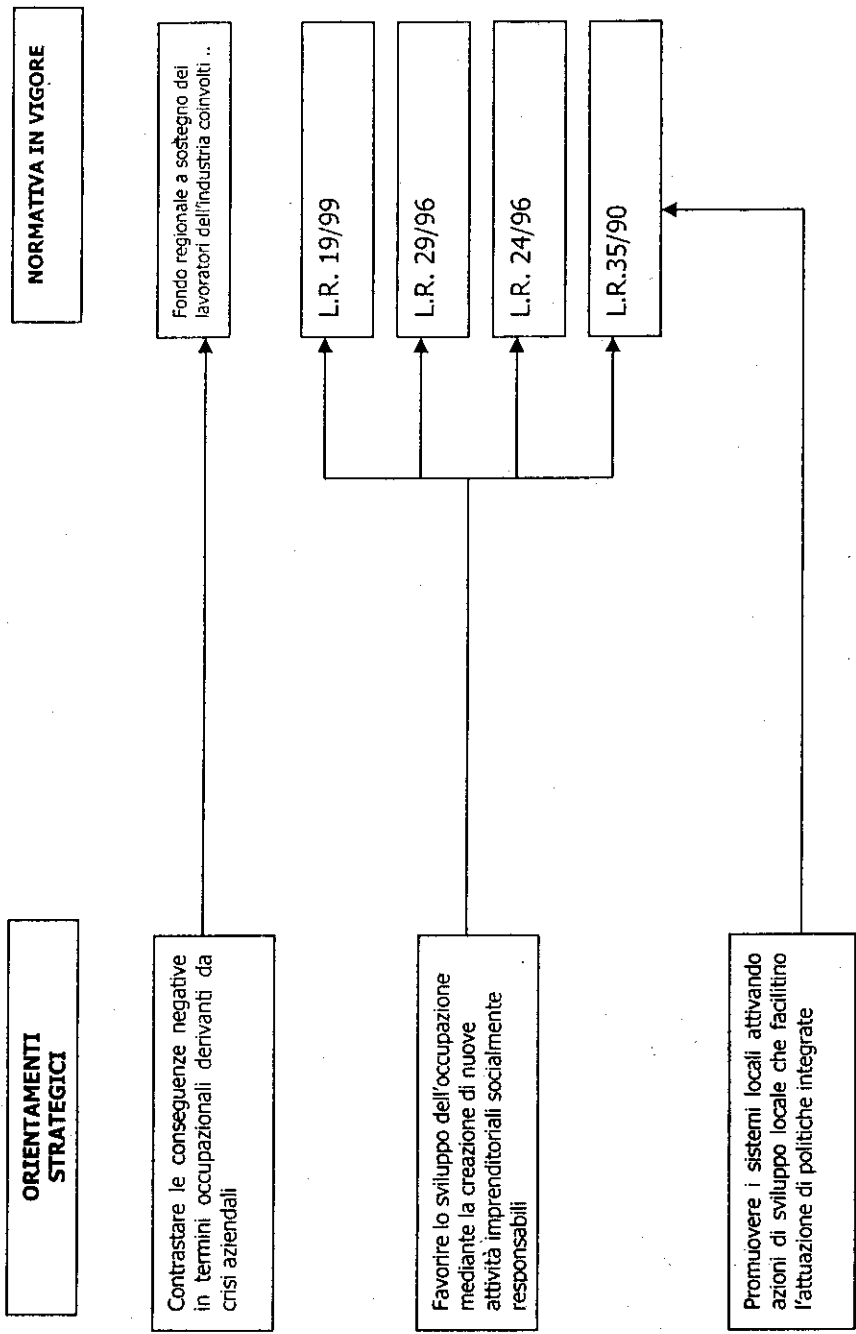 ORIENTAMENTI
STRATEGICI
NORMATIVA IN VIGORE
Contrastare le conseguenze negative
in termini occupazionali derivanti da
crisi aziendali
Fondo regionale a sostegno dei
lavoratori dell'industria coinvolti ..
Favorire lo sviluppo dell'occupazione
mediante la creazione di nuove
attività imprenditoriali socialmente
responsabili
L.R. 19/99
L.R. 29/96
L.R. 24/96
L.R.35/90
Promuovere i sistemi locali attivando
azioni di sviluppo locale che facilitino
l'attuazione di politiche integrate